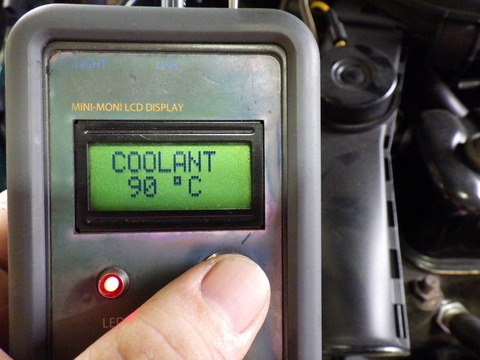 LIGHT LINK
MINI-MONI LCD DISPLAY
COOLANT
90 °C
LED